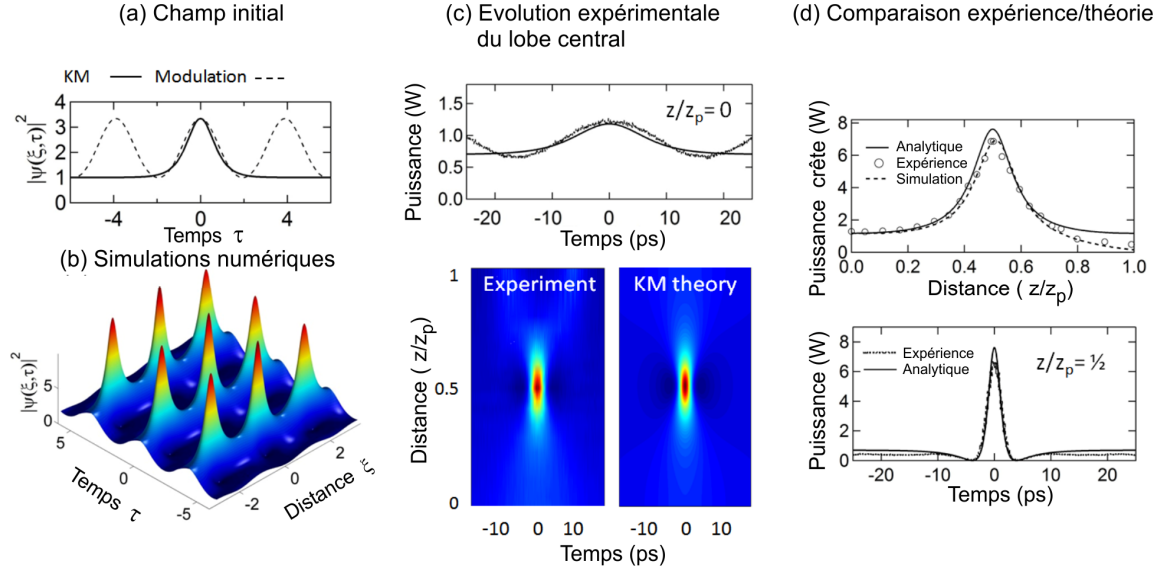 (a) Champ initial
KM Modulation
|ψ(ξ,τ)|²
4
3
2
1
0
-4 0 4
Temps τ
(b) Simulations numériques
|ψ(ξ,τ)|²
5
0
5
0
-5
Temps τ
-2
0
2
Distance ξ
(c) Evolution expérimentale
du lobe central
Puissance (W)
1.5
1.0
0.5
0.0
z/zp= 0
-20 -10 0 10 20
Temps (ps)
Experiment KM theory
Distance ( z/zp)
1
0.5
0
-10 0 10 -10 0 10
Temps (ps)
(d) Comparaison expérience/théorie
Puissance crête (W)
8
6
4
2
0
Analytique
Expérience
Simulation
0.0 0.2 0.4 0.6 0.8 1.0
Distance ( z/zp)
Puissance (W)
8
6
4
2
0
Expérience
Analytique
z/zp= ½
-20 -10 0 10 20
Temps (ps)